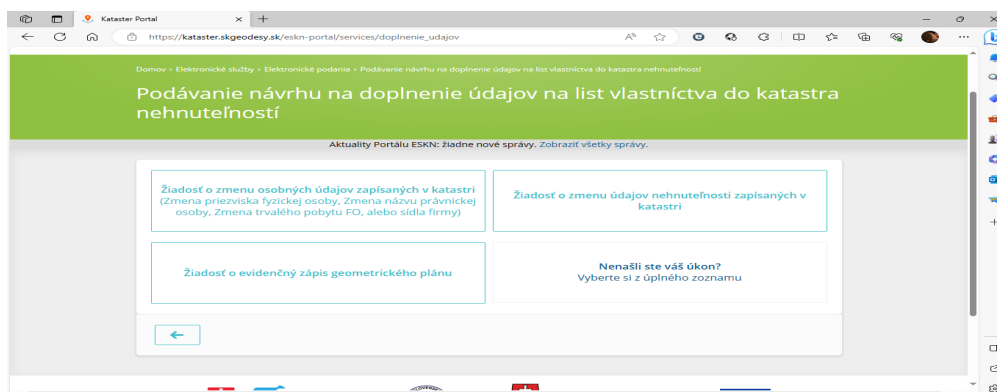 Kataster Portal
https://kataster.skgeodesy.sk/eskn-portal/services/doplnenie_udajov
Domov › Elektronické služby › Elektronické podania › Podávanie návrhu na doplnenie údajov na list vlastníctva do katastra nehnuteľností
Podávanie návrhu na doplnenie údajov na list vlastníctva do katastra
nehnuteľností
Aktuality Portálu ESKN: žiadne nové správy. Zobraziť všetky správy.
Žiadosť o zmenu osobných údajov zapísaných v katastri
(Zmena priezviska fyzickej osoby, Zmena názvu právnickej
osoby, Zmena trvalého pobytu FO, alebo sídla firmy)
Žiadosť o zmenu údajov nehnuteľnosti zapísaných v
katastri
Žiadosť o evidenčný zápis geometrického plánu
Nenašli ste váš úkon?
Vyberte si z úplného zoznamu